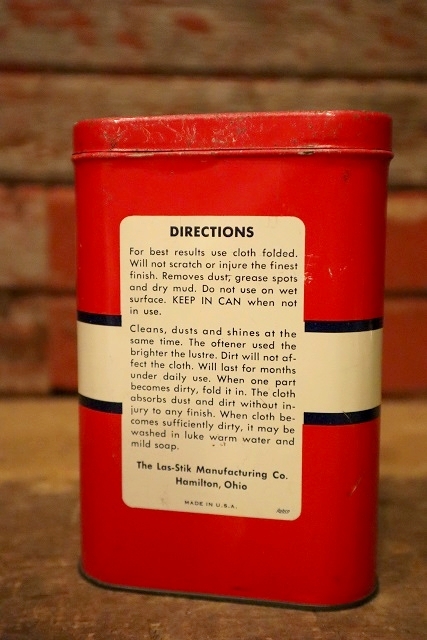 DIRECTIONS
For best results use cloth folded.
Will not scratch or injure the finest
finish. Removes dust, grease spots
and dry mud. Do not use on wet
surface. KEEP IN CAN when not
in use.
Cleans, dusts and shines at the
same time. The oftener used the
brighter the lustre. Dirt will not af-
fect the cloth. Will last for months
under daily use. When one part
becomes dirty, fold it in. The cloth
absorbs dust and dirt without in-
jury to any finish. When cloth be-
comes sufficiently dirty, it may be
washed in luke warm water and
mild soap.
The Las-Stik Manufacturing Co.
Hamilton, Ohio
MADE IN U.S.A.